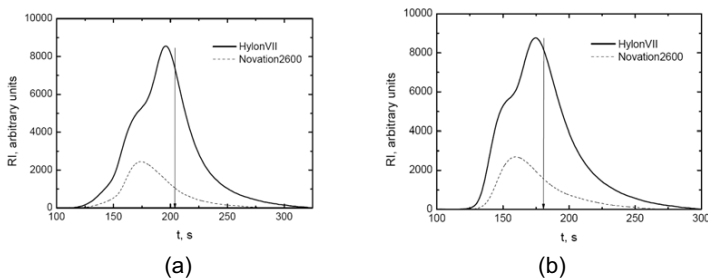 10000
8000
6000
4000
2000
0
RI, arbitrary units
HylonVII
Novation2600
100 150 200 250 300
t, s
(a)
10000
8000
6000
4000
2000
0
RI, arbitrary units
HylonVII
Novation2600
100 150 200 250 300
t, s
(b)